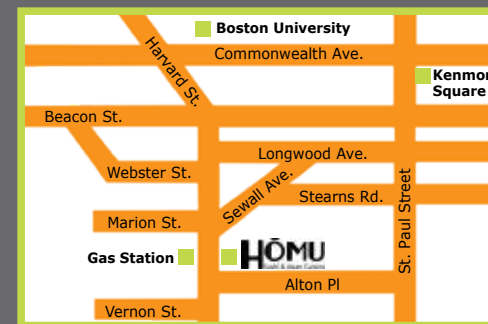 Boston University
Commonwealth Ave.
Harvard St.
Kenmor
Square
Beacon St.
Longwood Ave.
Webster St.
Sewall Ave.
Stearns Rd.
St. Paul Street
Marion St.
Gas Station
HŌMU
Alton Pl
Vernon St.